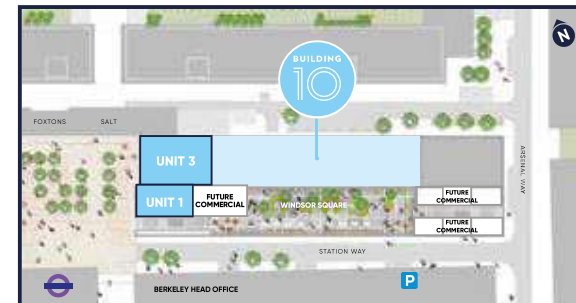 N
BUILDING
10
FOXTONS
SALT
UNIT 3
UNIT 1
FUTURE
COMMERCIAL
WINDSOR SQUARE
FUTURE
COMMERCIAL
FUTURE
COMMERCIAL
ARSENAL WAY
STATION WAY
BERKELEY HEAD OFFICE
P